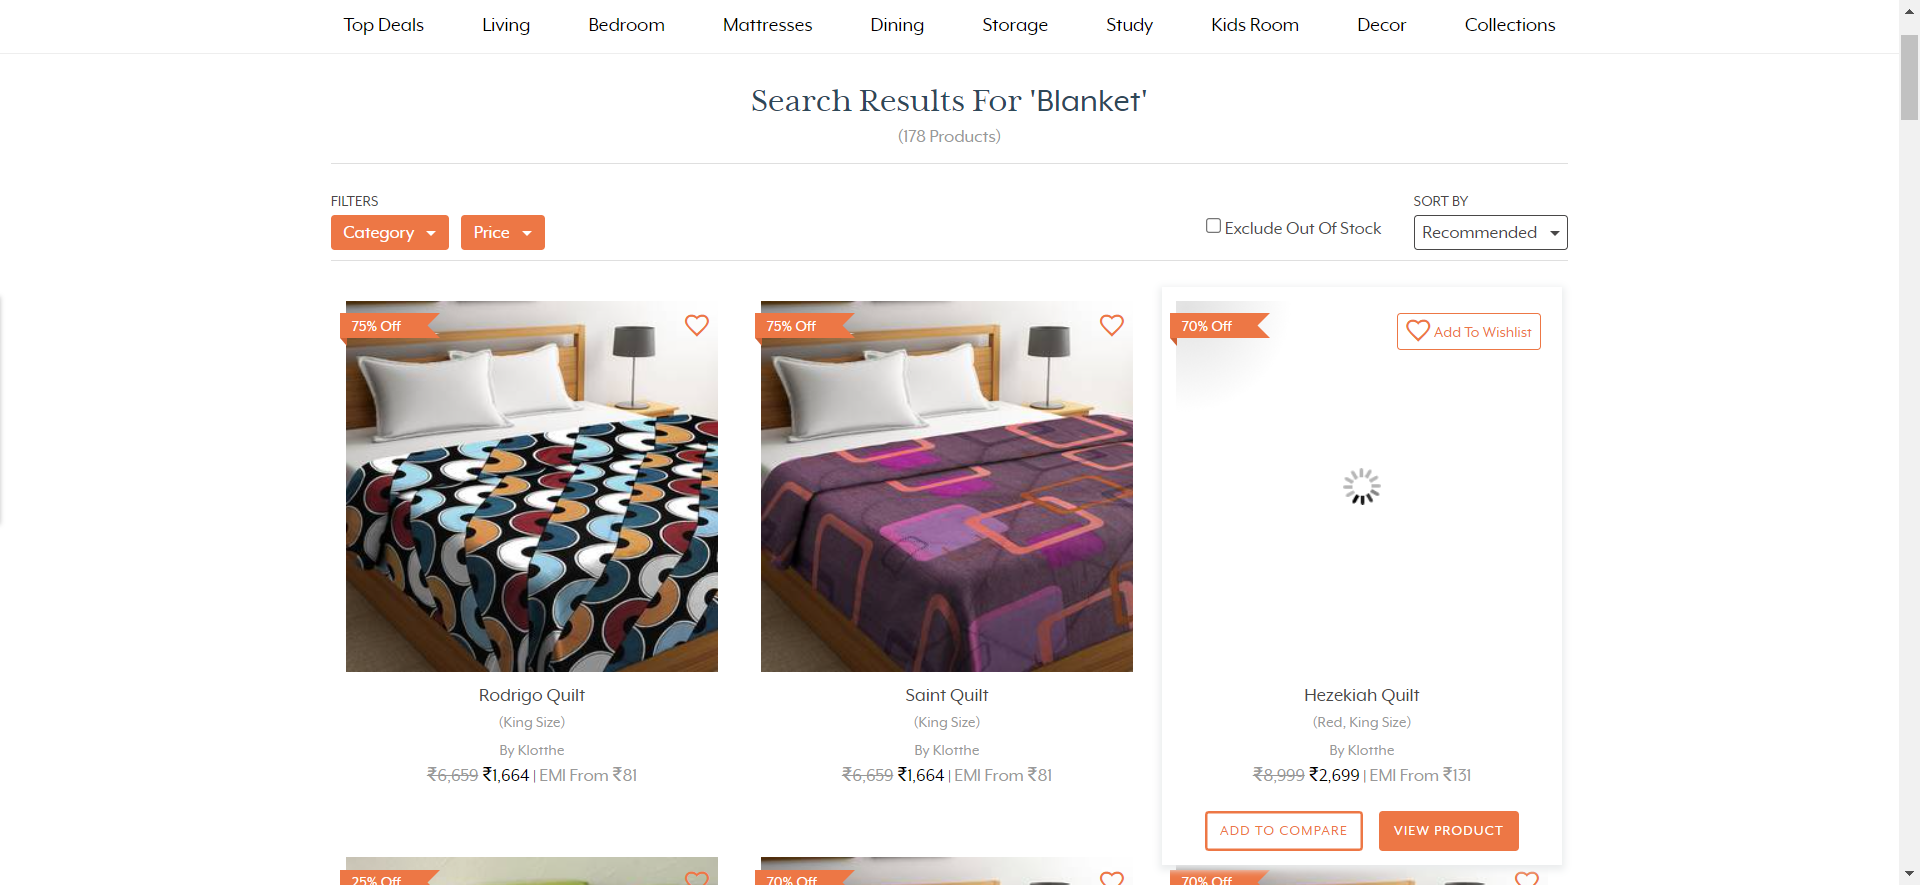 Top Deals Living Bedroom Mattresses Dining Storage Study Kids Room Decor Collections
Search Results For 'Blanket'
(178 Products)
FILTERS
Category Price
Exclude Out Of Stock
SORT BY
Recommended
75% Off
75% Off
70% Off
Add To Wishlist
Rodrigo Quilt
(King Size)
By Klotthe
₹6,659 ₹1,664 | EMI From ₹81
Saint Quilt
(King Size)
By Klotthe
₹6,659 ₹1,664 | EMI From ₹81
Hezekiah Quilt
(Red, King Size)
By Klotthe
₹8,999 ₹2,699 | EMI From ₹131
ADD TO COMPARE VIEW PRODUCT
25% Off
70% Off
70% Off